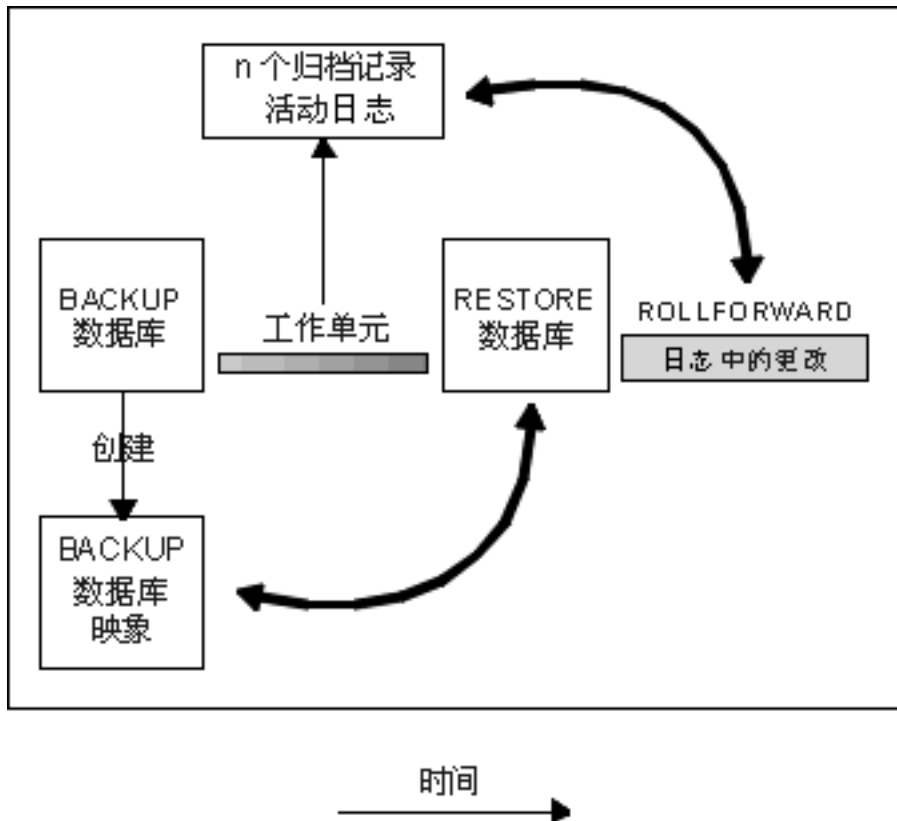 n 个归档记录
活动日志
BACKUP
数据库
工作单元
RESTORE
数据库
ROLLFORWARD
日志中的更改
创建
BACKUP
数据库
映象
时间